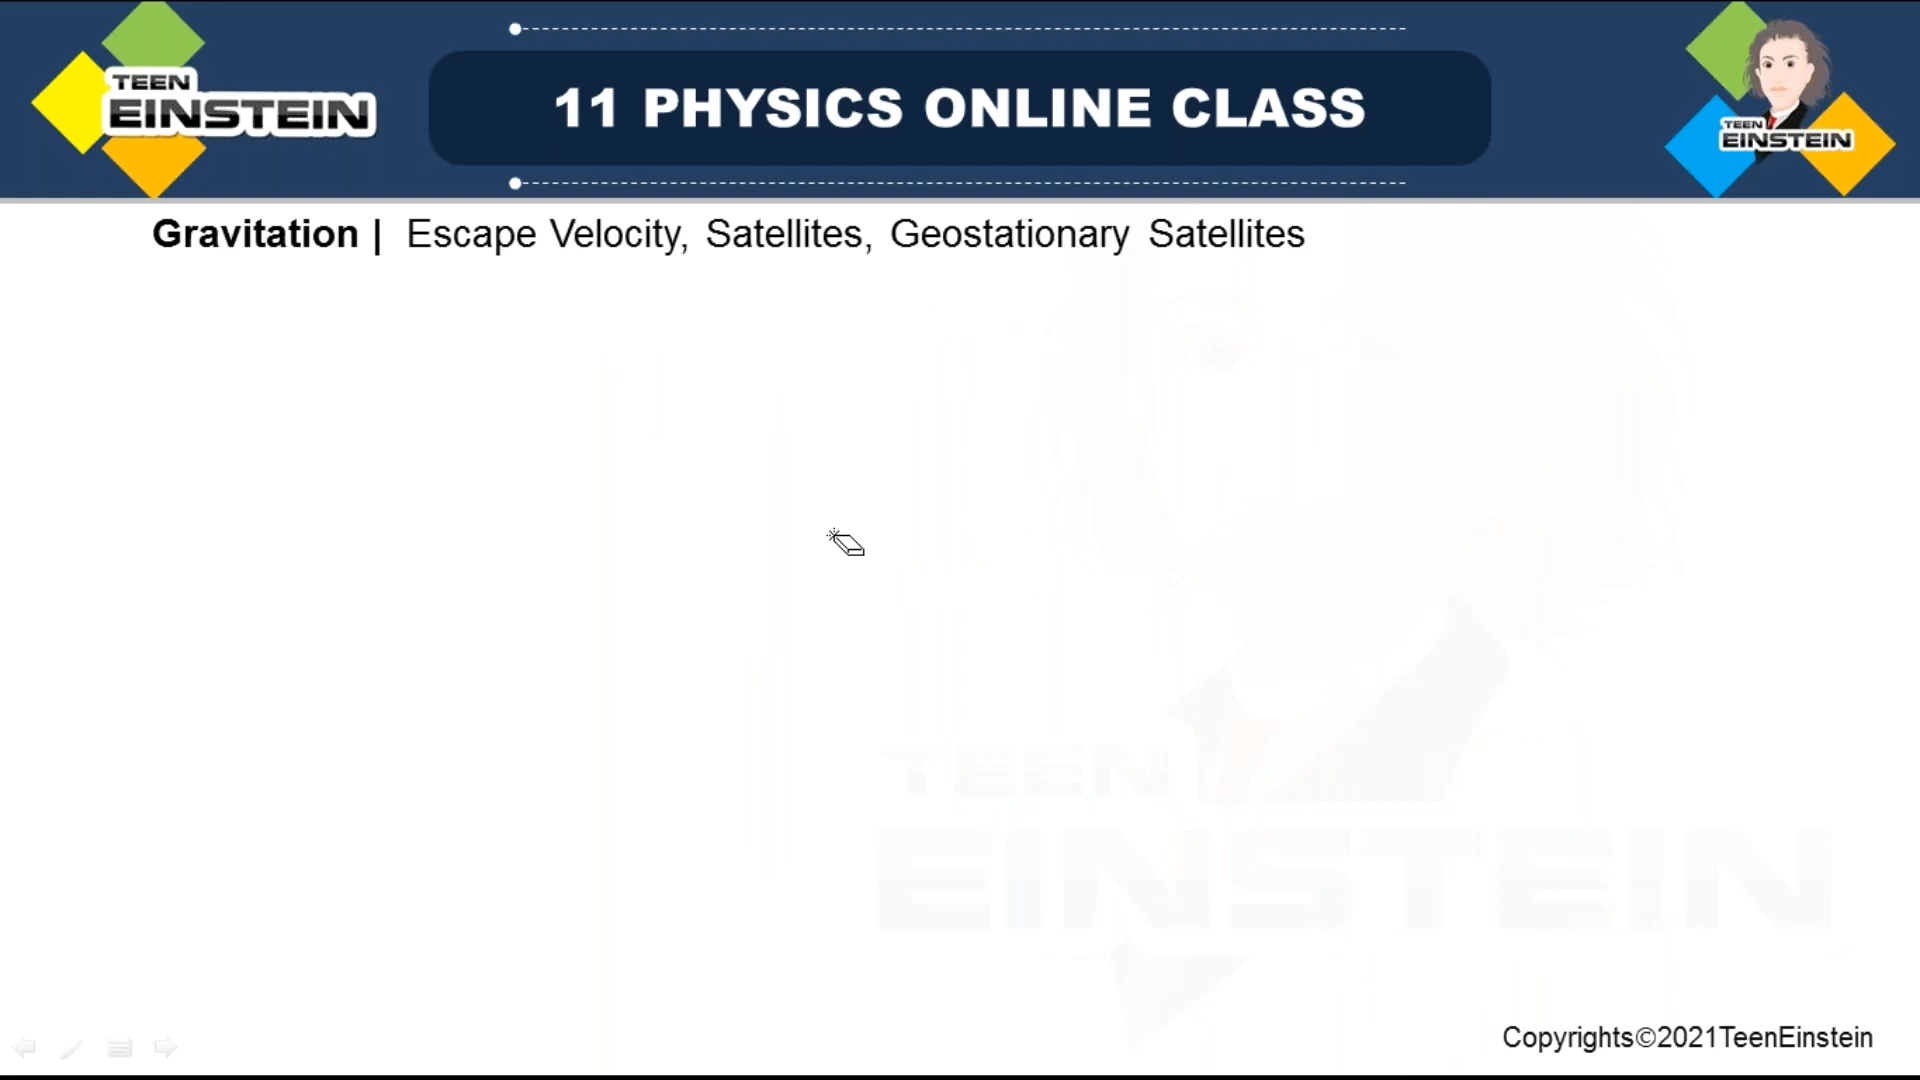 TEEN
EINSTEIN
11 PHYSICS ONLINE CLASS
TEEN
EINSTEIN
Gravitation | Escape Velocity, Satellites, Geostationary Satellites
TEEN
EINSTEIN
Copyrights©2021TeenEinstein